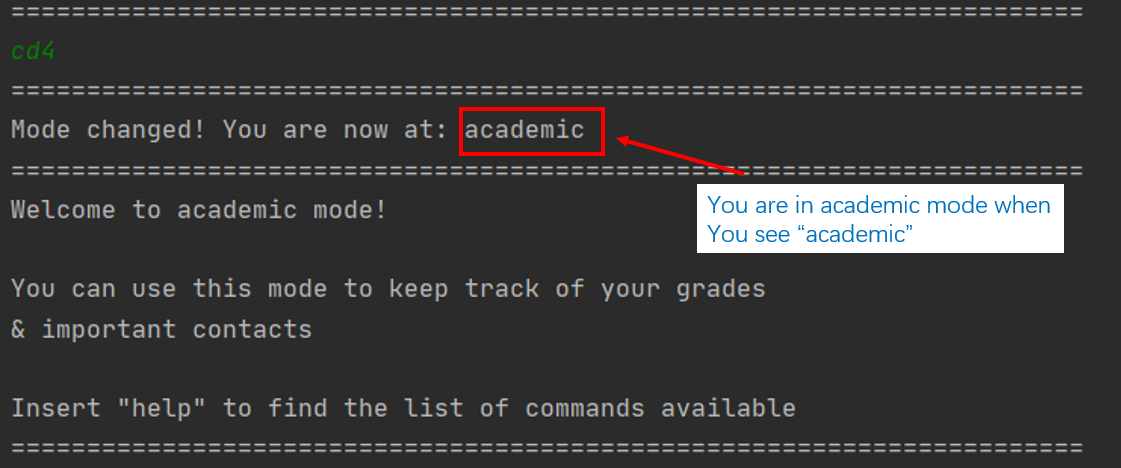 =======================================================================
cd4
=======================================================================
Mode changed! You are now at: academic
=======================================================================
Welcome to academic mode!
You are in academic mode when
You see “academic”
You can use this mode to keep track of your grades
& important contacts
Insert "help" to find the list of commands available
=======================================================================